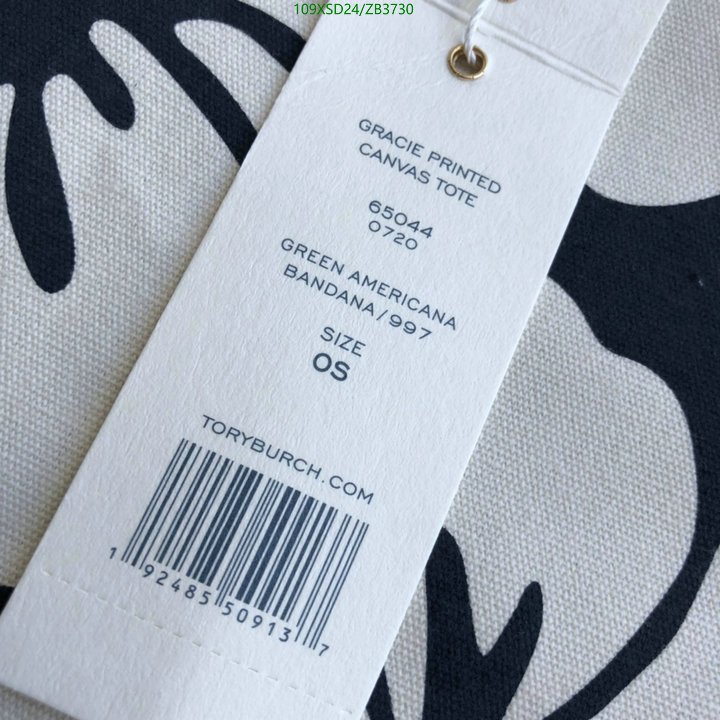 109XSD24/ZB3730
GRACIE PRINTED
CANVAS TOTE
65044
0720
GREEN AMERICANA
BANDANA/997
SIZE
OS
TORYBURCH.COM
1 92485 50913 7